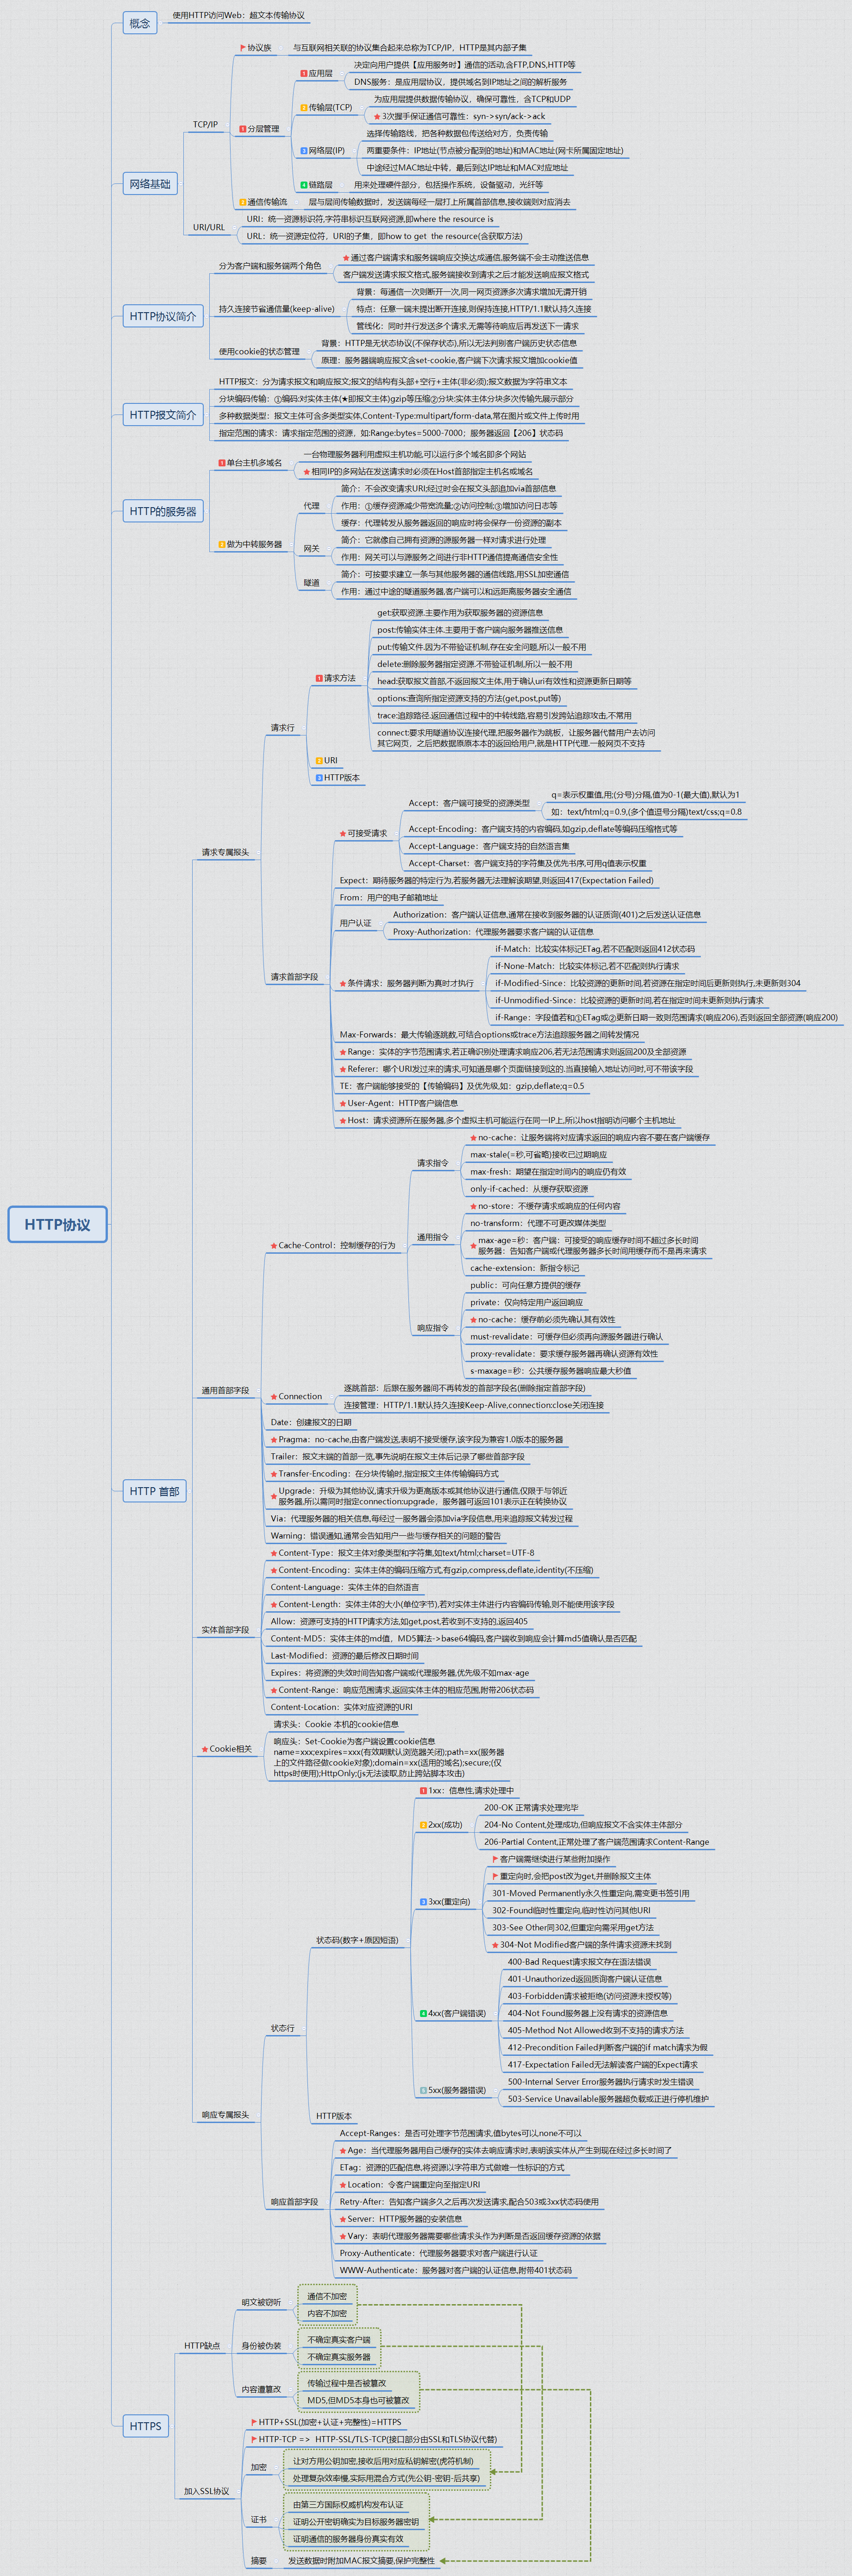 HTTP协议
概念
使用HTTP访问Web：超文本传输协议
网络基础
TCP/IP
协议族
与互联网相关联的协议集合起来总称为TCP/IP，HTTP是其内部子集
分层管理
应用层
决定向用户提供【应用服务时】通信的活动,含FTP,DNS,HTTP等
DNS服务：是应用层协议，提供域名到IP地址之间的解析服务
传输层(TCP)
为应用层提供数据传输协议，确保可靠性，含TCP和UDP
3次握手保证通信可靠性：syn->syn/ack->ack
网络层(IP)
选择传输路线，把各种数据包传送给对方，负责传输
两重要条件：IP地址(节点被分配到的地址)和MAC地址(网卡所属固定地址)
中途经过MAC地址中转，最后到达IP地址和MAC对应地址
链路层
用来处理硬件部分，包括操作系统，设备驱动，光纤等
通信传输流
层与层间传输数据时，发送端每经一层打上所属首部信息,接收端则对应消去
URI/URL
URI：统一资源标识符,字符串标识互联网资源,即where the resource is
URL：统一资源定位符，URI的子集，即how to get the resource(含获取方法)
HTTP协议简介
分为客户端和服务端两个角色
通过客户端请求和服务端响应交换达成通信,服务端不会主动推送信息
客户端发送请求报文格式,服务端接收到请求之后才能发送响应报文格式
持久连接节省通信量(keep-alive)
背景：每通信一次则断开一次,同一网页资源多次请求增加无谓开销
特点：任意一端未提出断开连接,则保持连接,HTTP/1.1默认持久连接
管线化：同时并行发送多个请求,无需等待响应后再发送下一请求
使用cookie的状态管理
背景：HTTP是无状态协议(不保存状态),所以无法判别客户端历史状态信息
原理：服务器端响应报文含set-cookie,客户端下次请求报文增加cookie值
HTTP报文简介
HTTP报文：分为请求报文和响应报文;报文的结构有头部+空行+主体(非必须);报文数据为字符串文本
分块编码传输：①编码:对实体主体(★即报文主体)gzip等压缩②分块:实体主体分块多次传输先展示部分
多种数据类型：报文主体可含多类型实体,Content-Type:multipart/form-data,常在图片或文件上传时用
指定范围的请求：请求指定范围的资源，如:Range:bytes=5000-7000；服务器返回【206】状态码
HTTP的服务器
单台主机多域名
一台物理服务器利用虚拟主机功能,可以运行多个域名即多个网站
相同IP的多网站在发送请求时必须在Host首部指定主机名或域名
做为中转服务器
代理
简介：不会改变请求URI;经过时会在报文头部追加via首部信息
作用：①缓存资源减少带宽流量;②访问控制;③增加访问日志等
缓存：代理转发从服务器返回的响应时将会保存一份资源的副本
网关
简介：它就像自己拥有资源的源服务器一样对请求进行处理
作用：网关可以与源服务之间进行非HTTP通信提高通信安全性
隧道
简介：可按要求建立一条与其他服务器的通信线路,用SSL加密通信
作用：通过中途的隧道服务器,客户端可以和远距离服务器安全通信
HTTP 首部
请求专属报头
请求行
请求方法
get:获取资源.主要作用为获取服务器的资源信息
post:传输实体主体.主要用于客户端向服务器推送信息
put:传输文件.因为不带验证机制,存在安全问题,所以一般不用
delete:删除服务器指定资源.不带验证机制,所以一般不用
head:获取报文首部,不返回报文主体,用于确认uri有效性和资源更新日期等
options:查询所指定资源支持的方法(get,post,put等)
trace:追踪路径.返回通信过程中的中转线路,容易引发跨站追踪攻击,不常用
connect:要求用隧道协议连接代理,把服务器作为跳板，让服务器代替用户去访问
其它网页，之后把数据原原本本的返回给用户,就是HTTP代理.一般网页不支持
URI
HTTP版本
请求首部字段
可接受请求
Accept：客户端可接受的资源类型
q=表示权重值,用;(分号)分隔,值为0-1(最大值),默认为1
如：text/html;q=0.9,(多个值逗号分隔)text/css;q=0.8
Accept-Encoding：客户端支持的内容编码,如gzip,deflate等编码压缩格式等
Accept-Language：客户端支持的自然语言集
Accept-Charset：客户端支持的字符集及优先书序,可用q值表示权重
Expect：期待服务器的特定行为,若服务器无法理解该期望,则返回417(Expectation Failed)
From：用户的电子邮箱地址
用户认证
Authorization：客户端认证信息,通常在接收到服务器的认证质询(401)之后发送认证信息
Proxy-Authorization：代理服务器要求客户端的认证信息
条件请求：服务器判断为真时才执行
if-Match：比较实体标记ETag,若不匹配则返回412状态码
if-None-Match：比较实体标记,若不匹配则执行请求
if-Modified-Since：比较资源的更新时间,若资源在指定时间后更新则执行,未更新则304
if-Unmodified-Since：比较资源的更新时间,若在指定时间未更新则执行请求
if-Range：字段值若和①ETag或②更新日期一致则范围请求(响应206),否则返回全部资源(响应200)
Max-Forwards：最大传输逐跳数,可结合options或trace方法追踪服务器之间转发情况
Range：实体的字节范围请求,若正确识别处理请求响应206,若无法范围请求则返回200及全部资源
Referer：哪个URI发过来的请求,可知道是哪个页面链接到这的.当直接输入地址访问时,可不带该字段
TE：客户端能够接受的【传输编码】及优先级,如：gzip,deflate;q=0.5
User-Agent：HTTP客户端信息
Host：请求资源所在服务器,多个虚拟主机可能运行在同一IP上,所以host指明访问哪个主机地址
通用首部字段
Cache-Control：控制缓存的行为
请求指令
no-cache：让服务端将对应请求返回的响应内容不要在客户端缓存
max-stale(=秒,可省略)接收已过期响应
max-fresh：期望在指定时间内的响应仍有效
only-if-cached：从缓存获取资源
通用指令
no-store：不缓存请求或响应的任何内容
no-transform：代理不可更改媒体类型
max-age=秒：客户端：可接受的响应缓存时间不超过多长时间
服务器：告知客户端或代理服务器多长时间用缓存而不是再来请求
cache-extension：新指令标记
响应指令
public：可向任意方提供的缓存
private：仅向特定用户返回响应
no-cache：缓存前必须先确认其有效性
must-revalidate：可缓存但必须再向源服务器进行确认
proxy-revalidate：要求缓存服务器再确认资源有效性
s-maxage=秒：公共缓存服务器响应最大秒值
Connection
逐跳首部：后跟在服务器间不再转发的首部字段名(删除指定首部字段)
连接管理：HTTP/1.1默认持久连接Keep-Alive,connection:close关闭连接
Date：创建报文的日期
Pragma：no-cache,由客户端发送,表明不接受缓存,该字段为兼容1.0版本的服务器
Trailer：报文末端的首部一览,事先说明在报文主体后记录了哪些首部字段
Transfer-Encoding：在分块传输时,指定报文主体传输编码方式
Upgrade：升级为其他协议,请求升级为更高版本或其他协议进行通信,仅限于与邻近
服务器,所以需同时指定connection:upgrade，服务器可返回101表示正在转换协议
Via：代理服务器的相关信息,每经过一服务器会添加via字段信息,用来追踪报文转发过程
Warning：错误通知,通常会告知用户一些与缓存相关的问题的警告
实体首部字段
Content-Type：报文主体对象类型和字符集,如text/html;charset=UTF-8
Content-Encoding：实体主体的编码压缩方式,有gzip,compress,deflate,identity(不压缩)
Content-Language：实体主体的自然语言
Content-Length：实体主体的大小(单位字节),若对实体主体进行内容编码传输,则不能使用该字段
Allow：资源可支持的HTTP请求方法,如get,post,若收到不支持的,返回405
Content-MD5：实体主体的md值，MD5算法->base64编码,客户端收到响应会计算md5值确认是否匹配
Last-Modified：资源的最后修改日期时间
Expires：将资源的失效时间告知客户端或代理服务器,优先级不如max-age
Content-Range：响应范围请求,返回实体主体的相应范围,附带206状态码
Content-Location：实体对应资源的URI
Cookie相关
请求头：Cookie 本机的cookie信息
响应头：Set-Cookie为客户端设置cookie信息
name=xxx;expires=xxx(有效期默认浏览器关闭);path=xx(服务器
上的文件路径做cookie对象);domain=xx(适用的域名);secure;(仅
https时使用);HttpOnly;(js无法读取,防止跨站脚本攻击)
响应专属报头
状态行
状态码(数字+原因短语)
1xx：信息性,请求处理中
2xx(成功)
200-OK 正常请求处理完毕
204-No Content,处理成功,但响应报文不含实体主体部分
206-Partial Content,正常处理了客户端范围请求Content-Range
3xx(重定向)
客户端需继续进行某些附加操作
重定向时,会把post改为get,并删除报文主体
301-Moved Permanently永久性重定向,需变更书签引用
302-Found临时性重定向,临时性访问其他URI
303-See Other同302,但重定向需采用get方法
304-Not Modified客户端的条件请求资源未找到
4xx(客户端错误)
400-Bad Request请求报文存在语法错误
401-Unauthorized返回质询客户端认证信息
403-Forbidden请求被拒绝(访问资源未授权等)
404-Not Found服务器上没有请求的资源信息
405-Method Not Allowed收到不支持的请求方法
412-Precondition Failed判断客户端的if match请求为假
417-Expectation Failed无法解读客户端的Expect请求
5xx(服务器错误)
500-Internal Server Error服务器执行请求时发生错误
503-Service Unavailable服务器超负载或正进行停机维护
HTTP版本
响应首部字段
Accept-Ranges：是否可处理字节范围请求,值bytes可以,none不可以
Age：当代理服务器用自己缓存的实体去响应请求时,表明该实体从产生到现在经过多长时间了
ETag：资源的匹配信息,将资源以字符串方式做唯一性标识的方式
Location：令客户端重定向至指定URI
Retry-After：告知客户端多久之后再次发送请求,配合503或3xx状态码使用
Server：HTTP服务器的安装信息
Vary：表明代理服务器需要哪些请求头作为判断是否返回缓存资源的依据
Proxy-Authenticate：代理服务器要求对客户端进行认证
WWW-Authenticate：服务器对客户端的认证信息,附带401状态码
HTTPS
HTTP缺点
明文被窃听
通信不加密
内容不加密
身份被伪装
不确定真实客户端
不确定真实服务器
内容遭篡改
传输过程中是否被篡改
MD5,但MD5本身也可被篡改
加入SSL协议
HTTP+SSL(加密+认证+完整性)=HTTPS
HTTP-TCP => HTTP-SSL/TLS-TCP(接口部分由SSL和TLS协议代替)
加密
让对方用公钥加密,接收后用对应私钥解密(虎符机制)
处理复杂效率慢,实际用混合方式(先公钥-密钥-后共享)
证书
由第三方国际权威机构发布认证
证明公开密钥确实为目标服务器密钥
证明通信的服务器身份真实有效
摘要
发送数据时附加MAC报文摘要,保护完整性